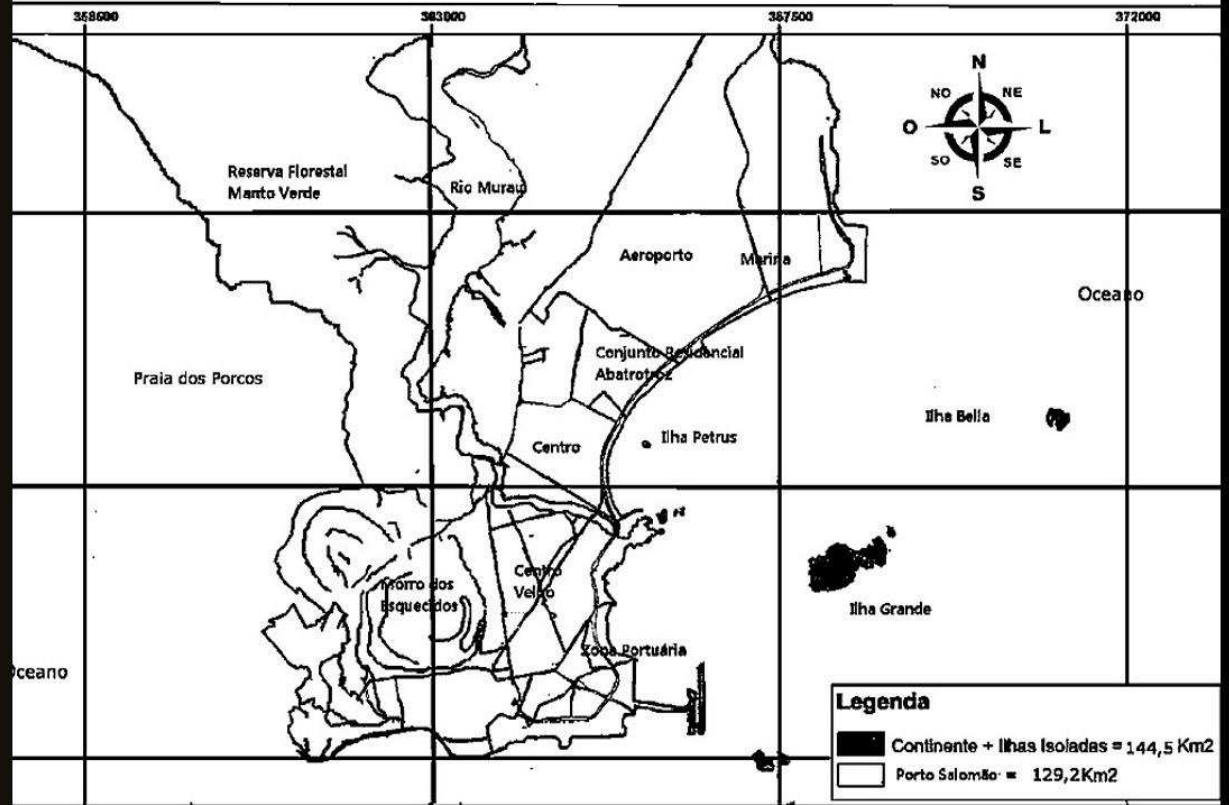 358500 363000 367500 372000
N
NO NE
O L
SO SE
S
Reserva Florestal
Manto Verde
Rio Murau
Aeroporto
Marina
Oceano
Conjunto Residancial
Abatrotroz
Praia dos Porcos
Ilha Bella
Ilha Petrus
Centro
Morro dos
Esquecidos
Centro
Velho
Ilha Grande
Zona Portuária
Oceano
Legenda
Continente + Ilhas Isoladas = 144,5 Km2
Porto Salomão = 129,2Km2